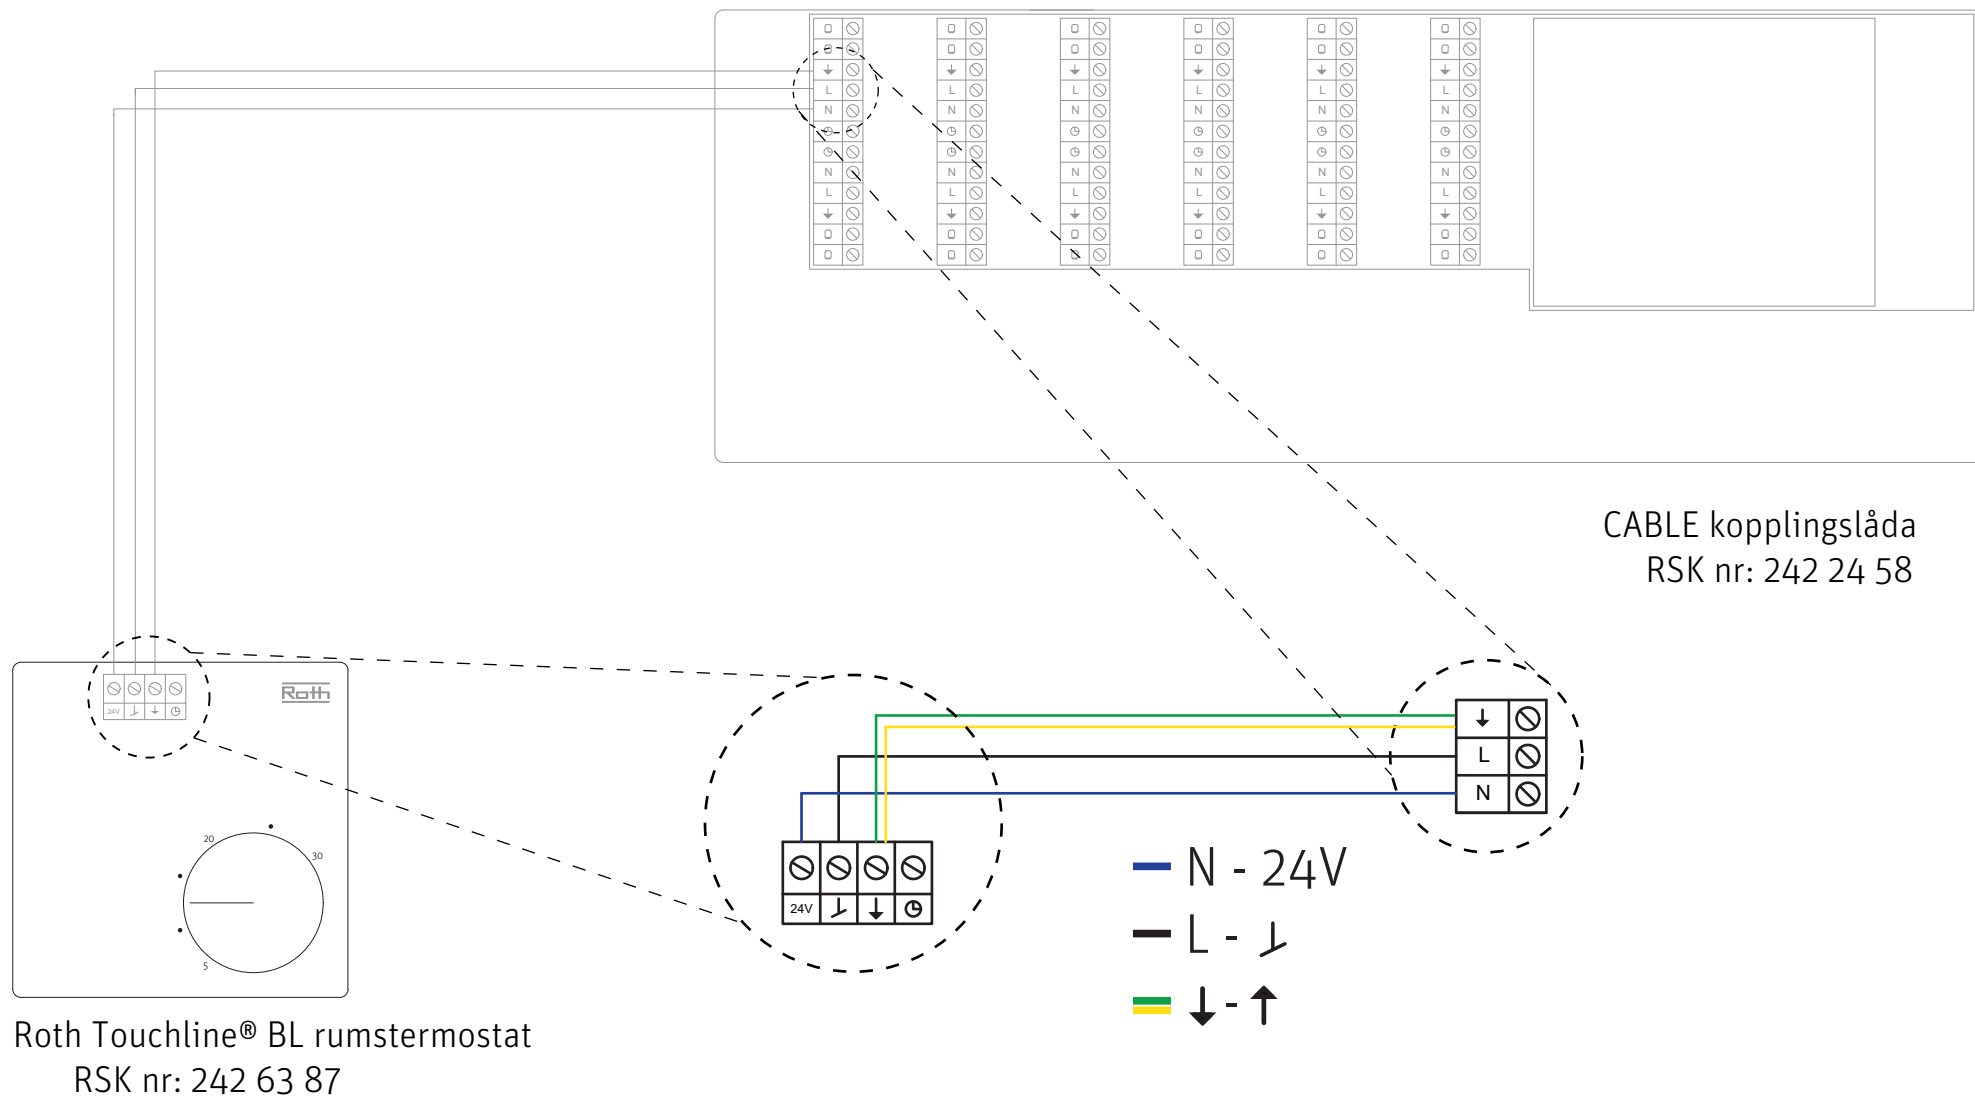 L L L L L L
N N N N N N
N N N N N N
L L L L L L
CABLE kopplingslåda
RSK nr: 242 24 58
Roth
24V
20
30
5
L
N
24V
N - 24V
L -
↓ - ↑
Roth Touchline® BL rumstermostat
RSK nr: 242 63 87